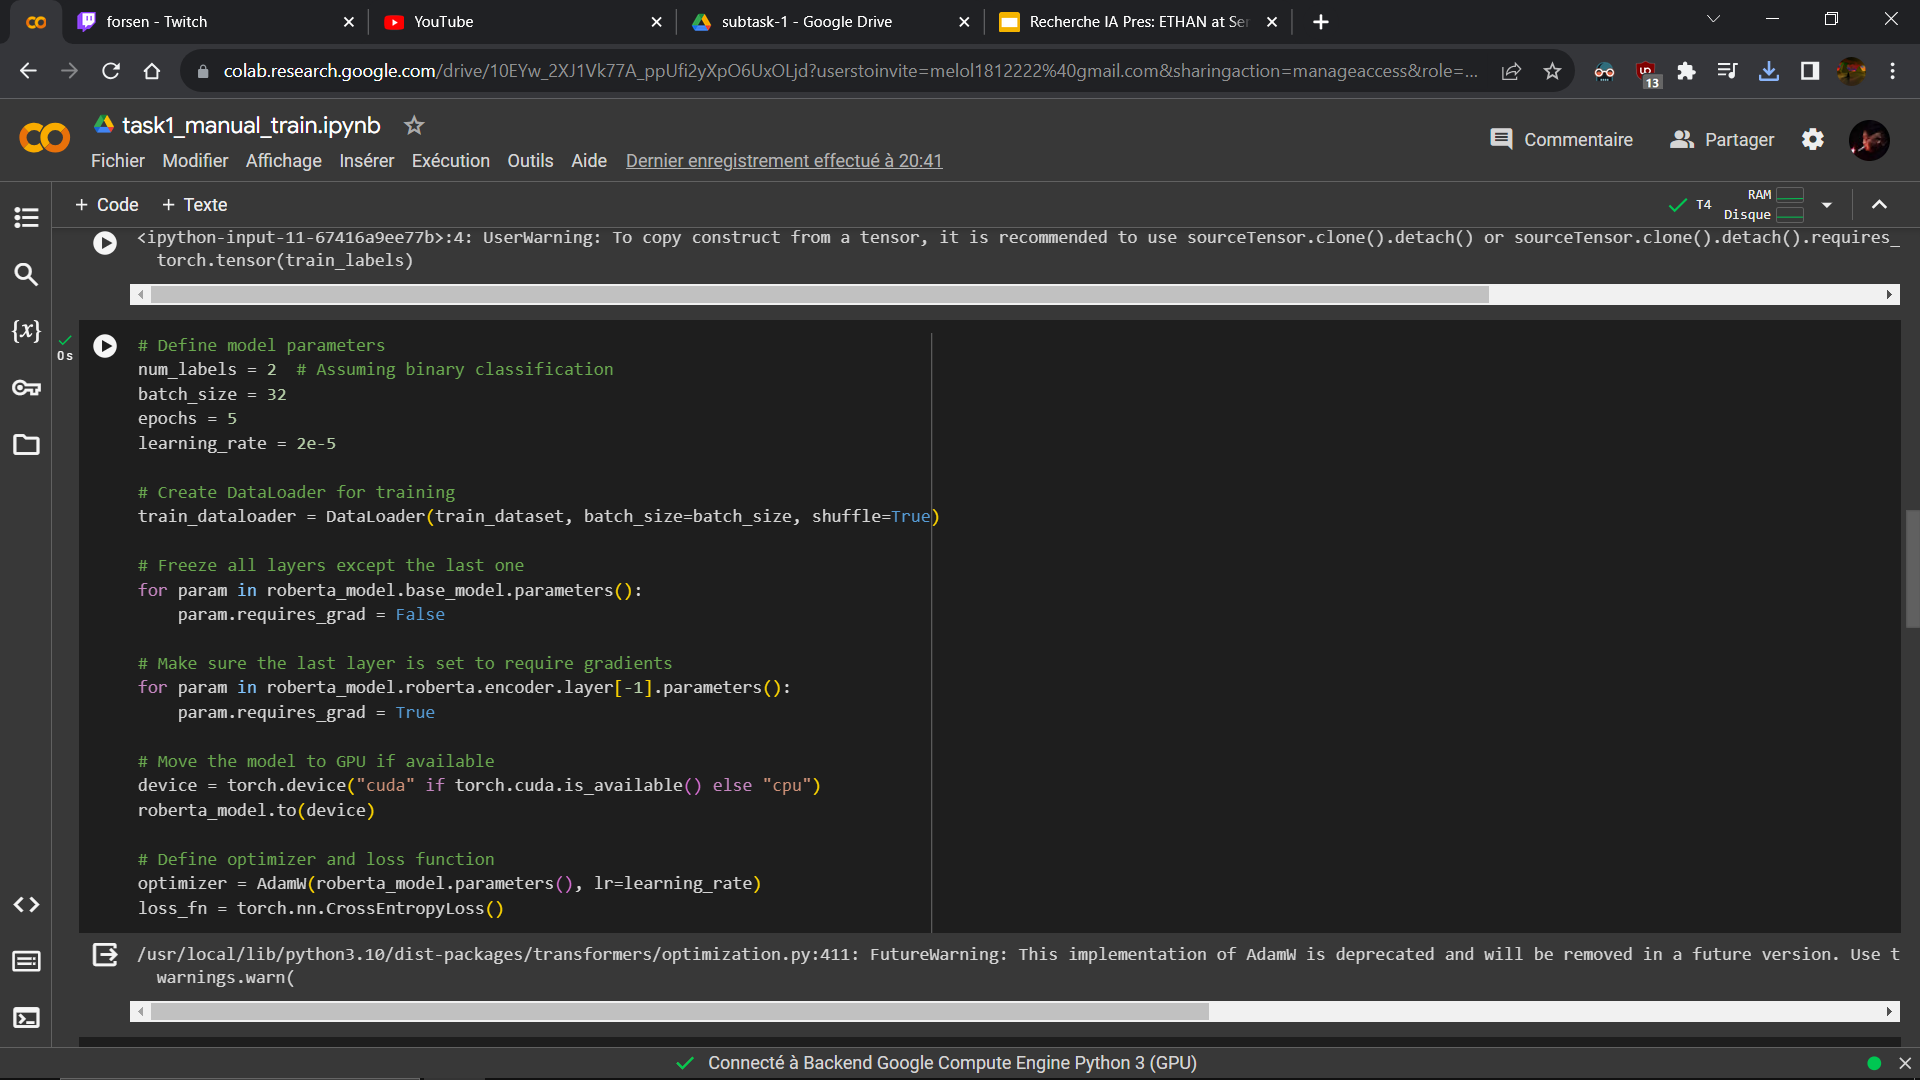 forsen - Twitch
YouTube
subtask-1 - Google Drive
Recherche IA Pres: ETHAN at Se
colab.research.google.com/drive/10EYw_2XJ1Vk77A_ppUfi2yXpO6UxOLjd?userstoinvite=melol1812222%40gmail.com&sharingaction=manageaccess&role=...
13
task1_manual_train.ipynb
Commentaire
Partager
Fichier Modifier Affichage Insérer Exécution Outils Aide Dernier enregistrement effectué à 20:41
+ Code + Texte
T4
RAM
Disque
<ipython-input-11-67416a9ee77b>:4: UserWarning: To copy construct from a tensor, it is recommended to use sourceTensor.clone().detach() or sourceTensor.clone().detach().requires_
torch.tensor(train_labels)
{x}
0s
# Define model parameters
num_labels = 2  # Assuming binary classification
batch_size = 32
epochs = 5
learning_rate = 2e-5
# Create DataLoader for training
train_dataloader = DataLoader(train_dataset, batch_size=batch_size, shuffle=True)
# Freeze all layers except the last one
for param in roberta_model.base_model.parameters():
    param.requires_grad = False
# Make sure the last layer is set to require gradients
for param in roberta_model.roberta.encoder.layer[-1].parameters():
    param.requires_grad = True
# Move the model to GPU if available
device = torch.device("cuda" if torch.cuda.is_available() else "cpu")
roberta_model.to(device)
# Define optimizer and loss function
optimizer = AdamW(roberta_model.parameters(), lr=learning_rate)
loss_fn = torch.nn.CrossEntropyLoss()
/usr/local/lib/python3.10/dist-packages/transformers/optimization.py:411: FutureWarning: This implementation of AdamW is deprecated and will be removed in a future version. Use t
warnings.warn(
Connecté à Backend Google Compute Engine Python 3 (GPU)